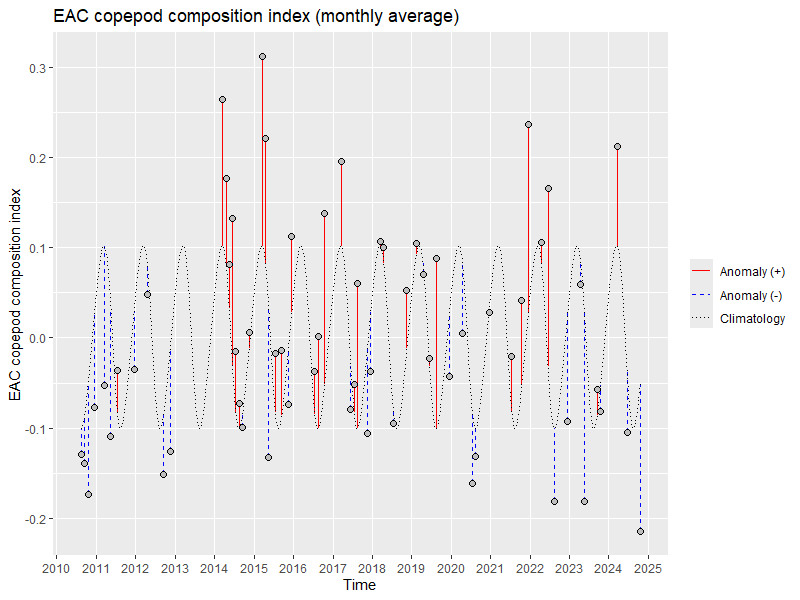 EAC copepod composition index (monthly average)
EAC copepod composition index
0.3
0.2
0.1
0.0
-0.1
-0.2
2010 2011 2012 2013 2014 2015 2016 2017 2018 2019 2020 2021 2022 2023 2024 2025
Time
Anomaly (+)
Anomaly (-)
Climatology